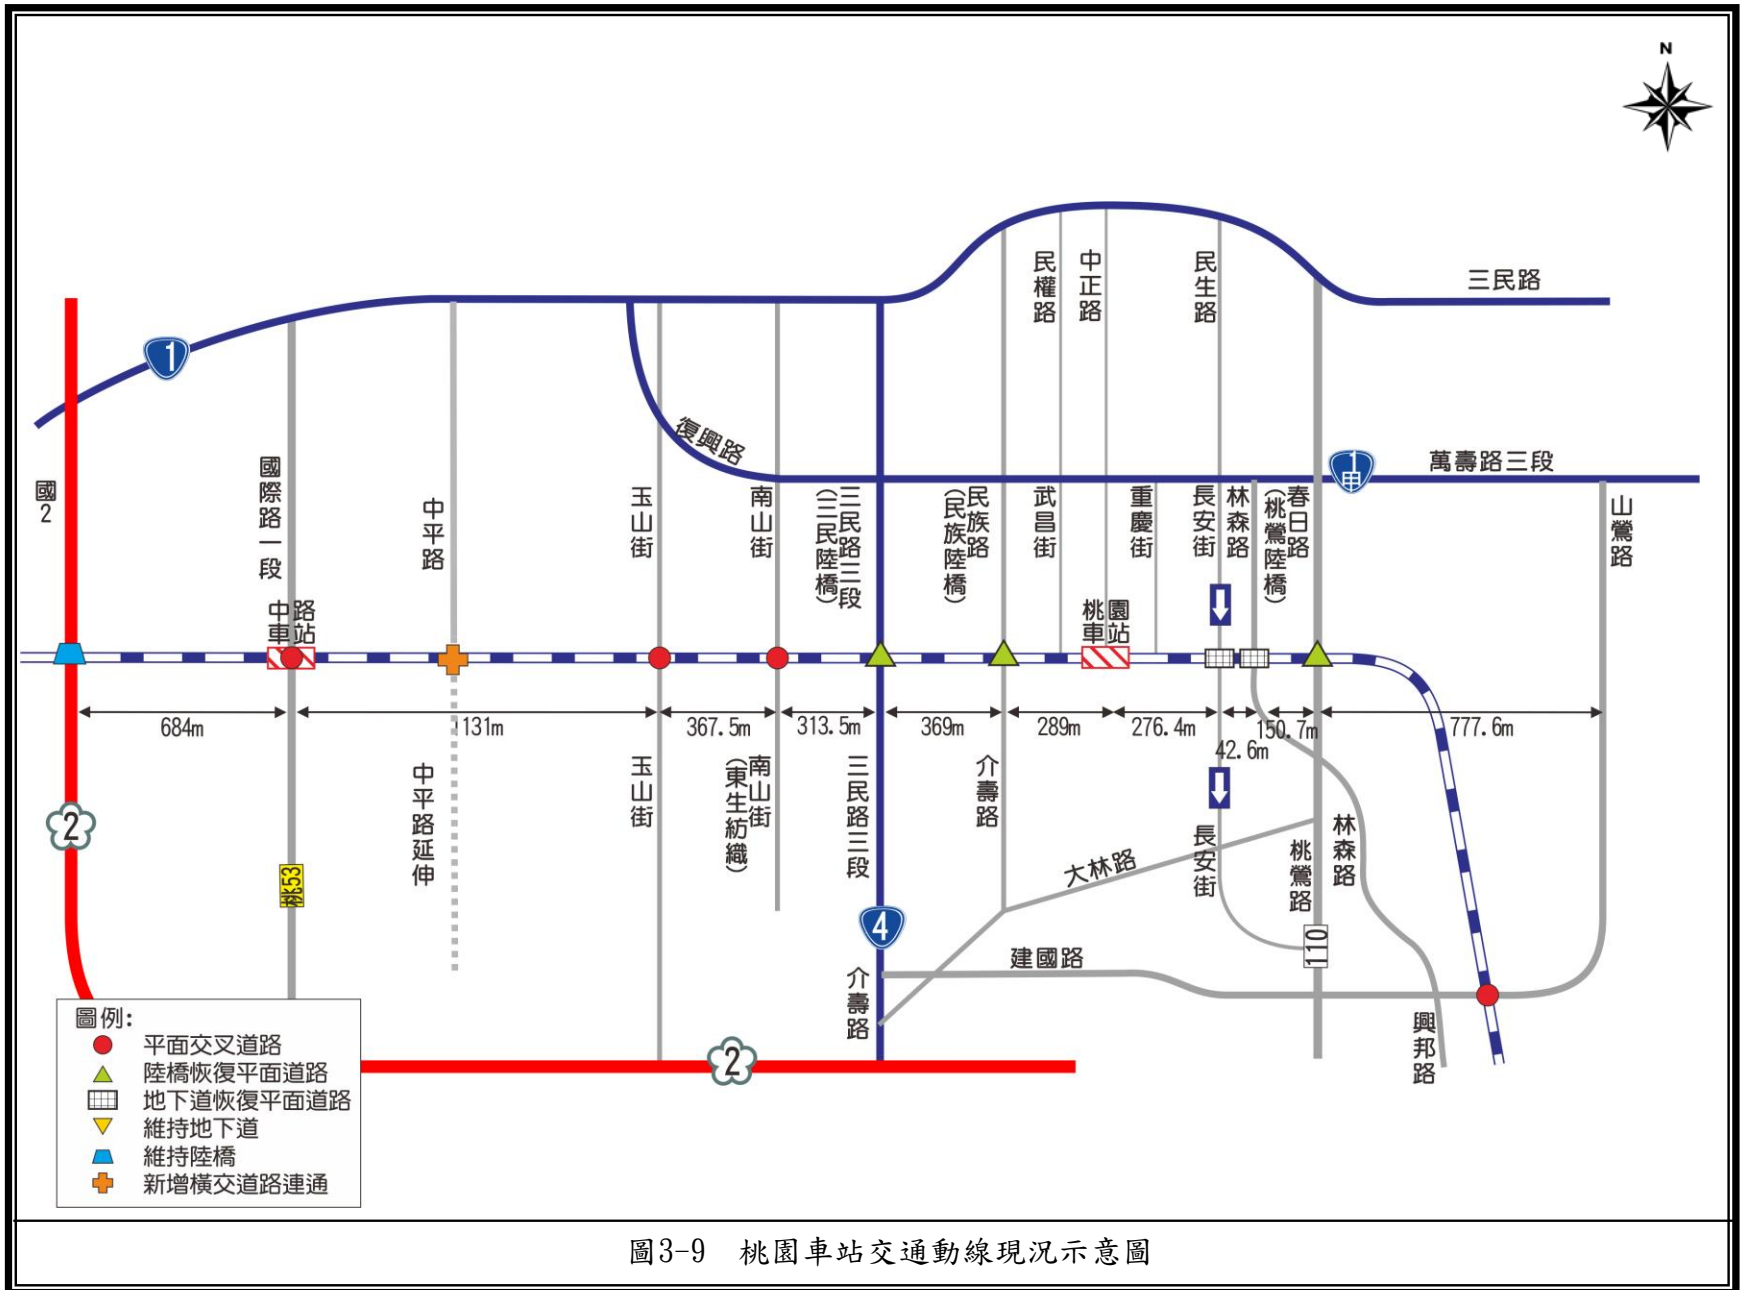 N
三民路
民權路
中正路
民生路
1
復興路
1甲
萬壽路三段
國2
國際路一段
中平路
玉山街
南山街
三民路三段
(三民陸橋)
民族路
(民族陸橋)
武昌街
重慶街
長安街
林森路
春日路
(桃鶯陸橋)
山鶯路
中路
車站
桃園
車站
684m
1131m
367.5m
313.5m
369m
289m
276.4m
42.6m
150.7m
777.6m
中平路延伸
玉山街
南山街
(東生紡織)
三民路三段
介壽路
長安街
大林路
桃鶯路
林森路
2
桃53
4
110
建國路
介壽路
興邦路
2
圖例:
平面交叉道路
陸橋恢復平面道路
地下道恢復平面道路
維持地下道
維持陸橋
新增橫交道路連通
圖3-9 桃園車站交通動線現況示意圖